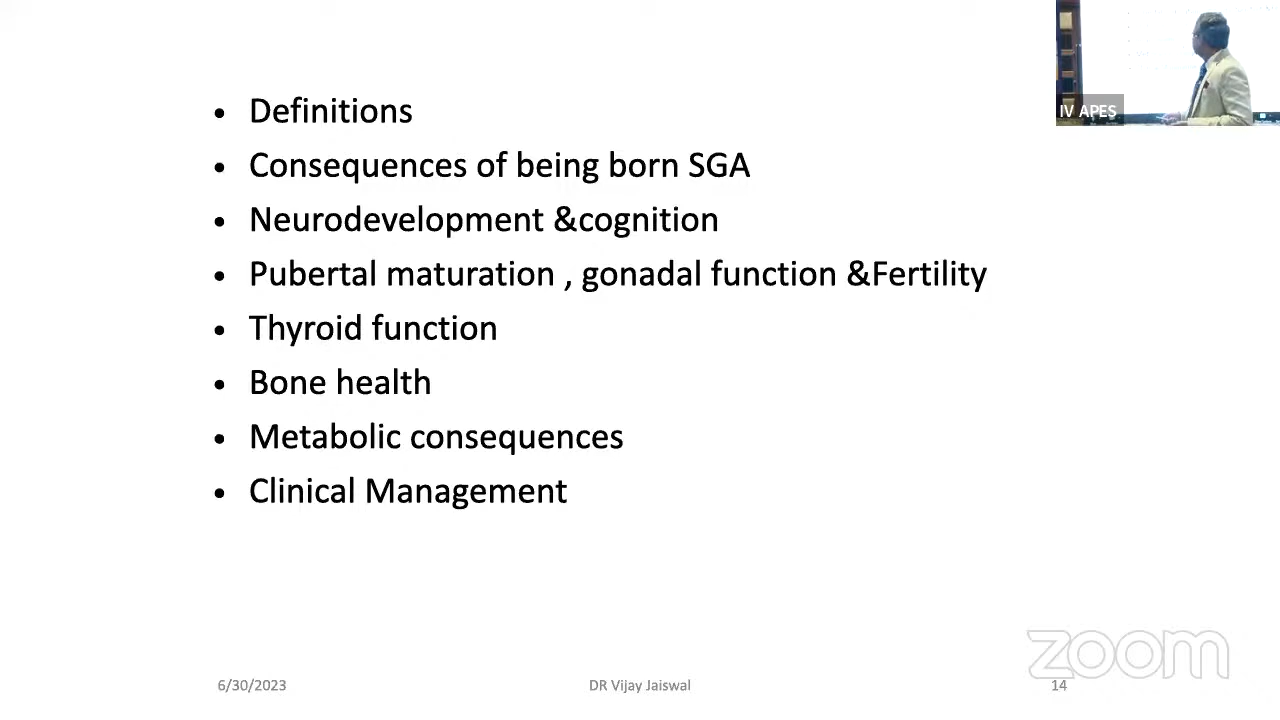 IV APES
• Definitions
• Consequences of being born SGA
• Neurodevelopment &cognition
• Pubertal maturation , gonadal function &Fertility
• Thyroid function
• Bone health
• Metabolic consequences
• Clinical Management
zoom
6/30/2023
DR Vijay Jaiswal
14